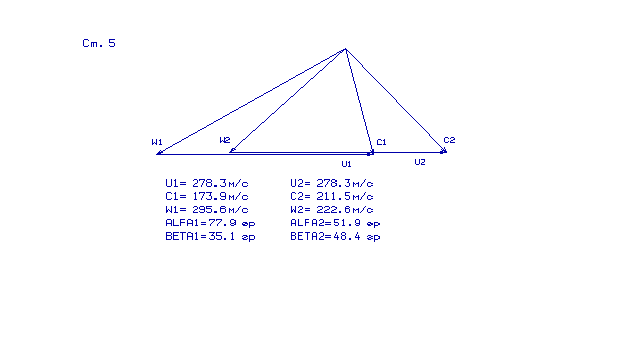 Ст. 5
W1 W2 C1 C2
U1 U2
U1= 278.3м/с U2= 278.3м/с
C1= 173.9м/с C2= 211.5м/с
W1= 295.6м/с W2= 222.6м/с
ALFA1=77.9 гр ALFA2=51.9 гр
BETA1=35.1 гр BETA2=48.4 гр